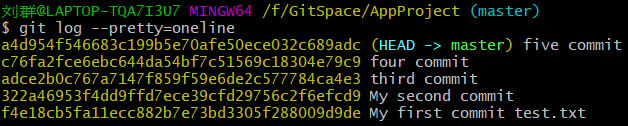 刘群@LAPTOP-TQA7I3U7 MINGW64 /f/GitSpace/AppProject (master)
$ git log --pretty=oneline
a4d954f546683c199b5e70afe50ece032c689adc (HEAD -> master) five commit
c76fa2fce6ebc644da54bf7c51569c18304e79c9 four commit
adce2b0c767a7147f859f59e6de2c577784ca4e3 third commit
322a46953f4dd9ffd7ece39cfd29756c2f6efcd9 My second commit
f4e18cb5fa11ecc882b7e73bd3305f288009d9de My first commit test.txt